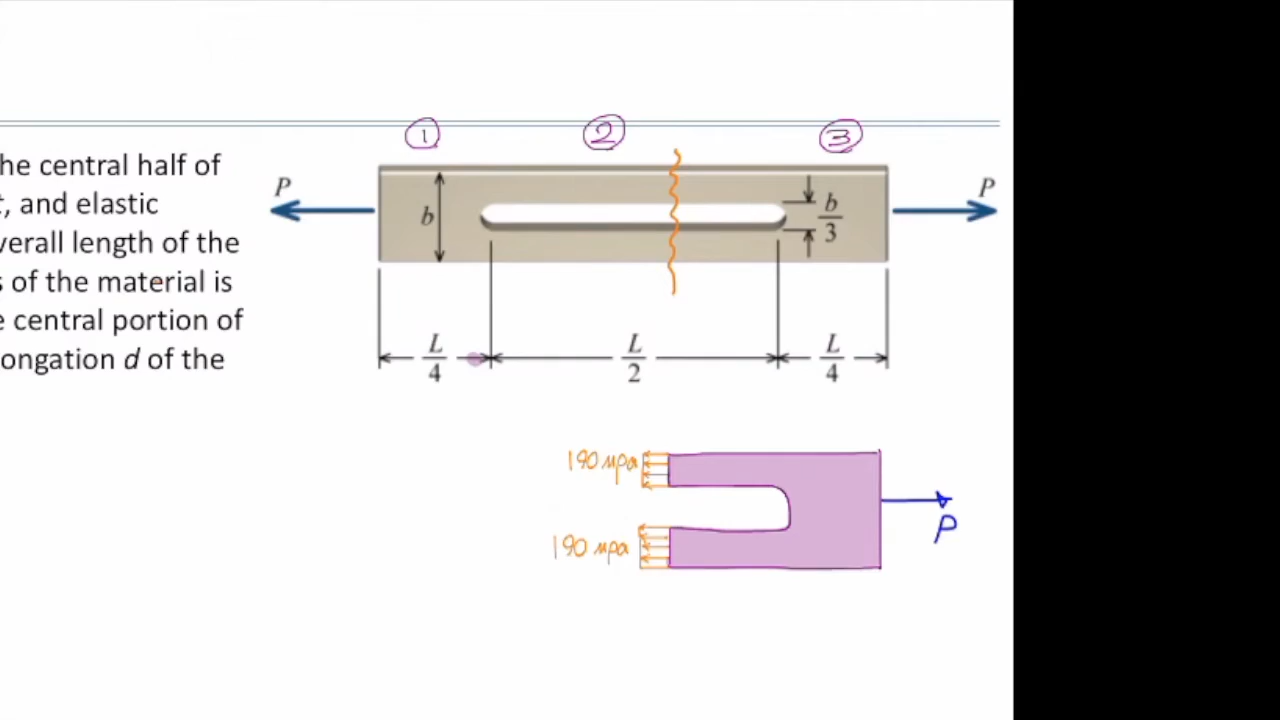 ① ② ③
he central half of
t, and elastic
verall length of the
s of the material is
e central portion of
ongation d of the
P P
b b/3
L/4 L/2 L/4
190 mpa
190 mpa
P